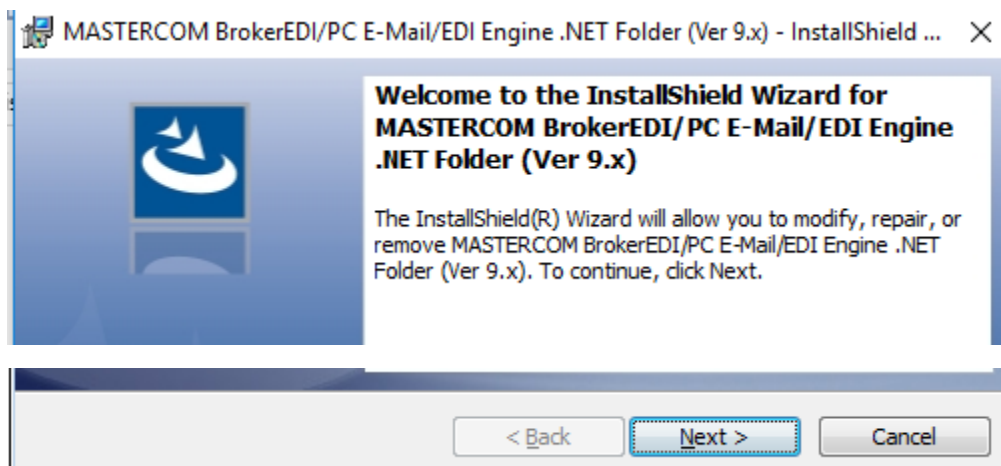 MASTERCOM BrokerEDI/PC E-Mail/EDI Engine .NET Folder (Ver 9.x) - InstallShield ...
Welcome to the InstallShield Wizard for
MASTERCOM BrokerEDI/PC E-Mail/EDI Engine
.NET Folder (Ver 9.x)
The InstallShield(R) Wizard will allow you to modify, repair, or
remove MASTERCOM BrokerEDI/PC E-Mail/EDI Engine .NET
Folder (Ver 9.x). To continue, click Next.
< Back Next > Cancel